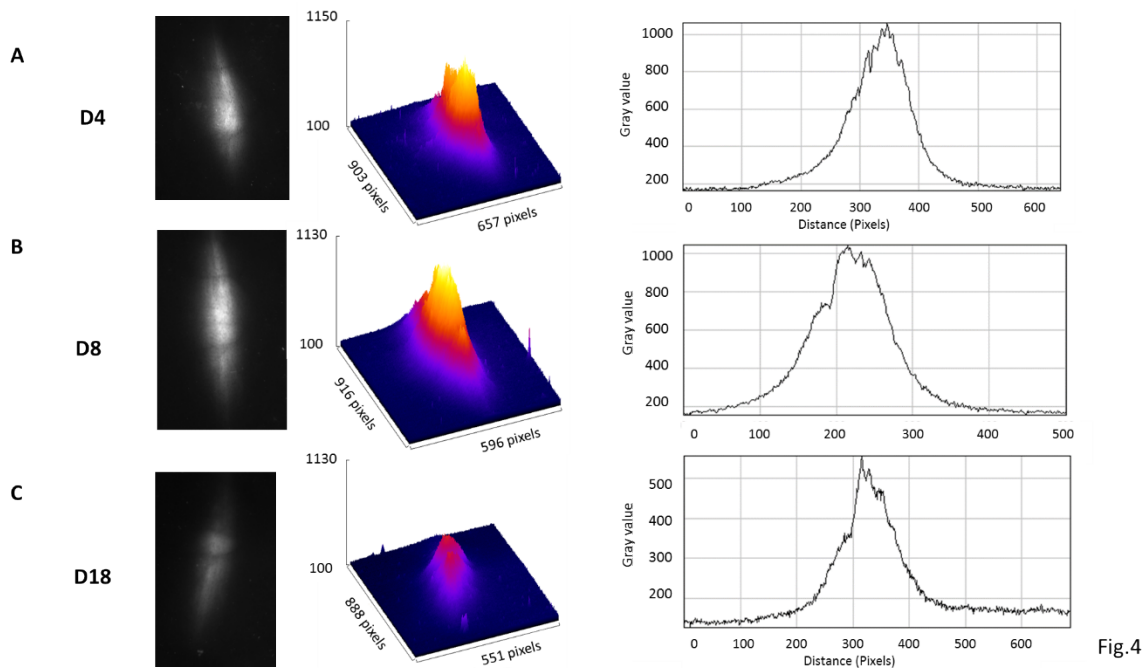 A
D4
1150
100
903 pixels
657 pixels
Gray value
1000
800
600
400
200
0 100 200 300 400 500 600
Distance (Pixels)
B
D8
1130
100
916 pixels
596 pixels
Gray value
1000
800
600
400
200
0 100 200 300 400 500
C
D18
1130
100
888 pixels
551 pixels
Gray value
500
400
300
200
0 100 200 300 400 500 600
Distance (Pixels)
Fig.4